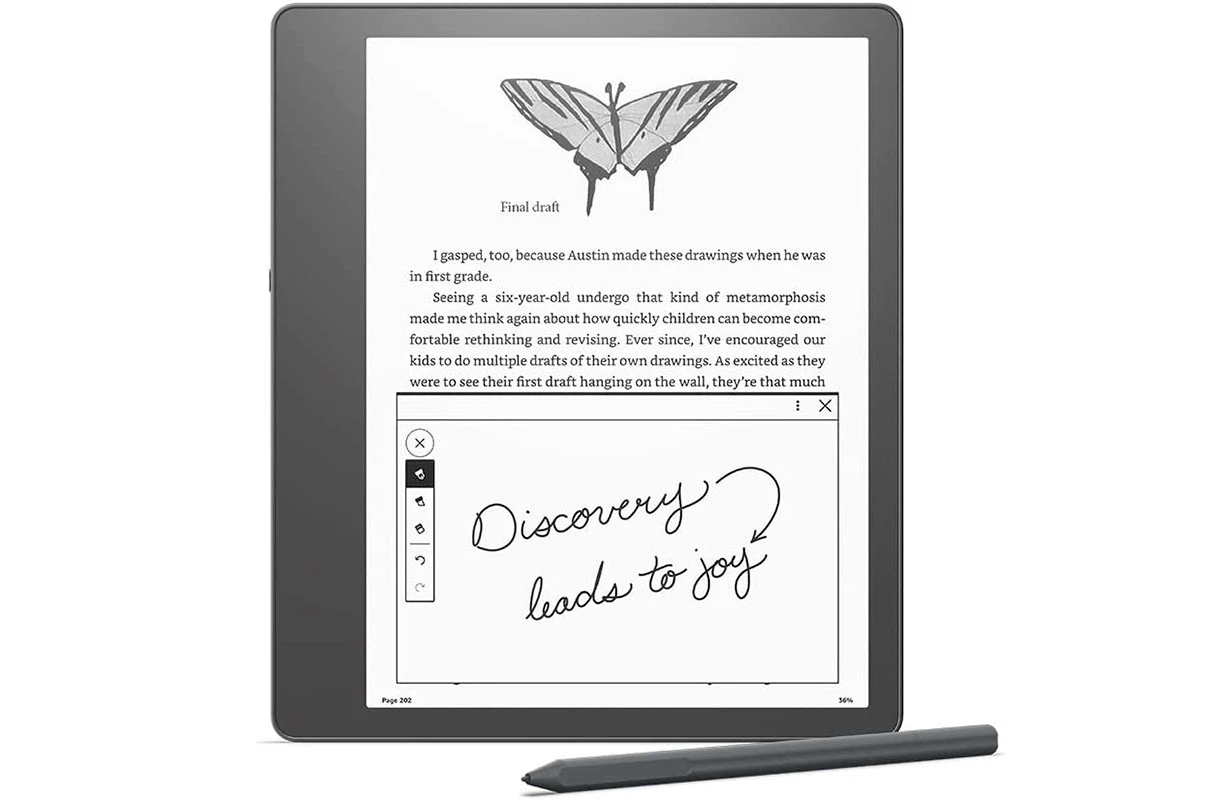 Final draft
I gasped, too, because Austin made these drawings when he was
in first grade.
Seeing a six-year-old undergo that kind of metamorphosis
made me think again about how quickly children can become com-
fortable rethinking and revising. Ever since, I’ve encouraged our
kids to do multiple drafts of their own drawings. As excited as they
were to see their first draft hanging on the wall, they’re that much
Discovery
leads to joy
Page 202 36%